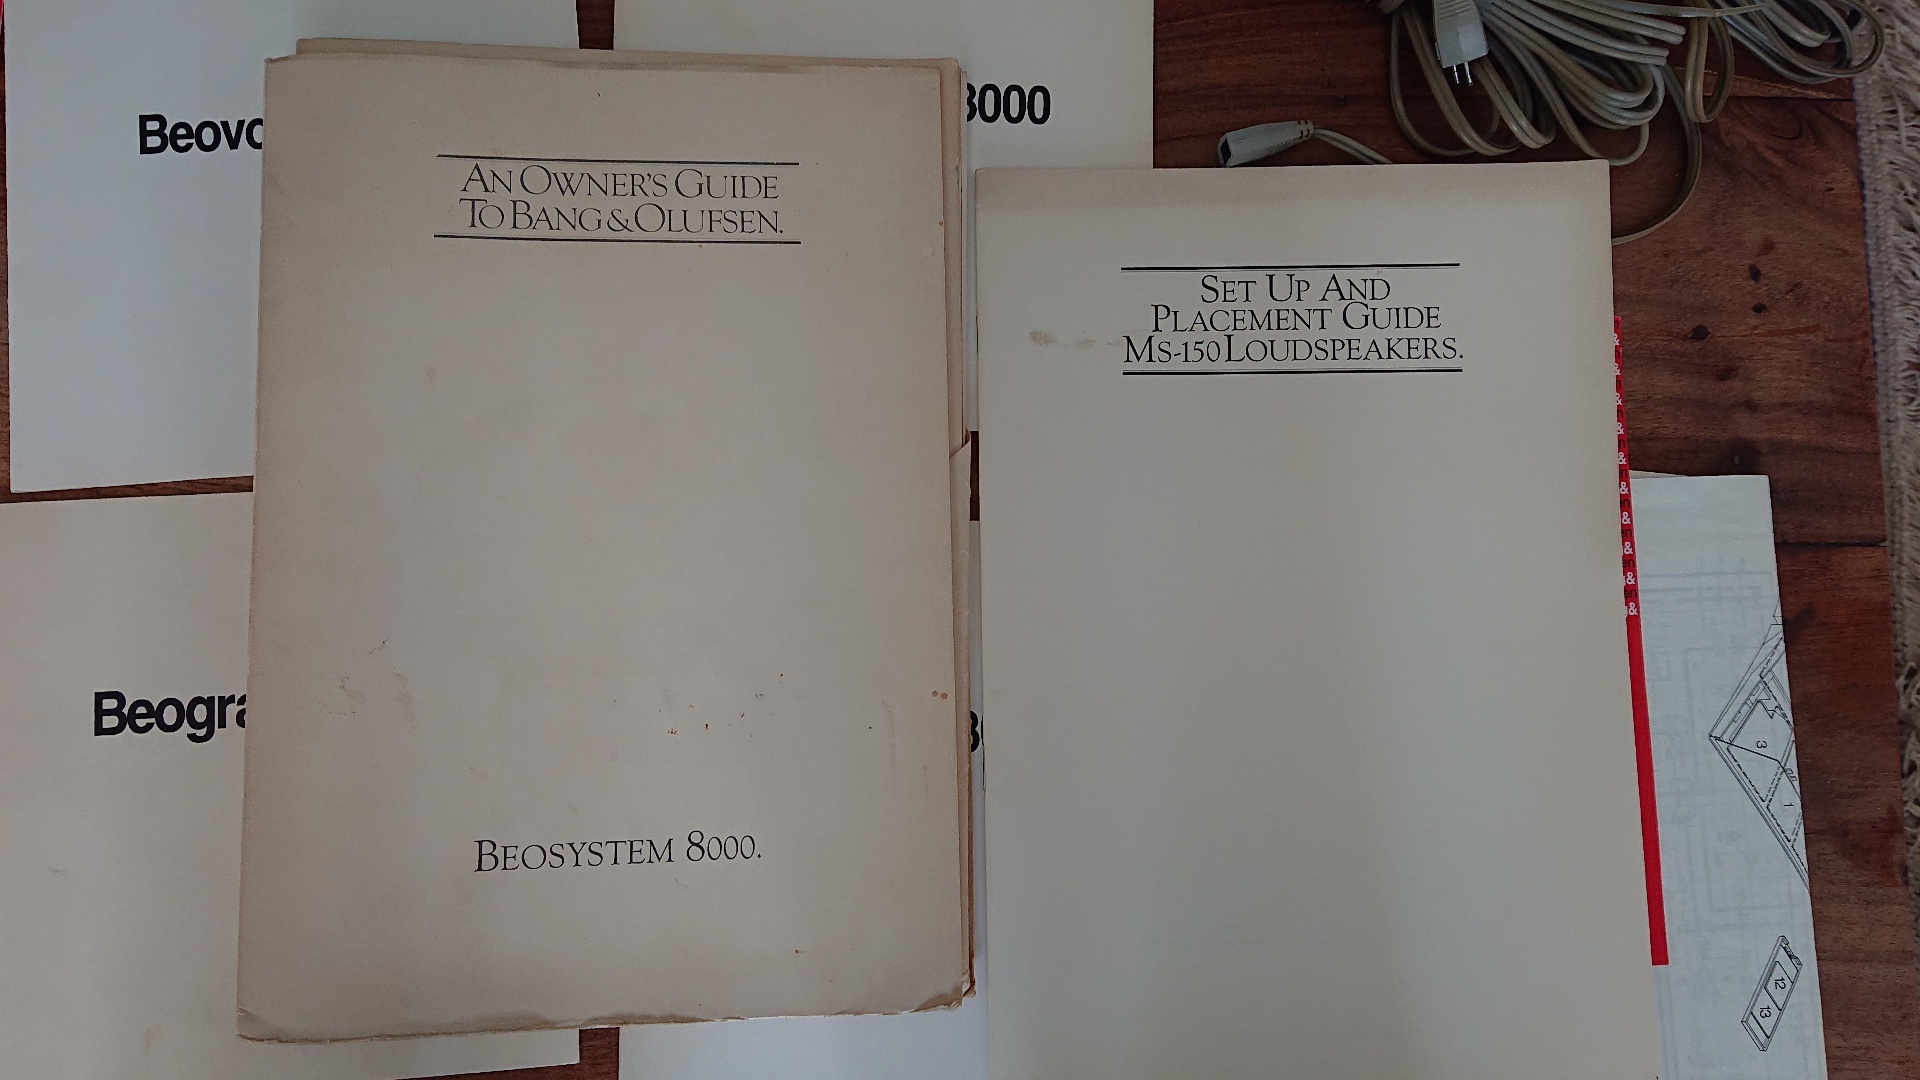 Beovo
8000
AN OWNER'S GUIDE
TO BANG & OLUFSEN.
SET UP AND
PLACEMENT GUIDE
MS-150 LOUDSPEAKERS.
Beogra
BEOSYSTEM 8000.
3
1
12
13